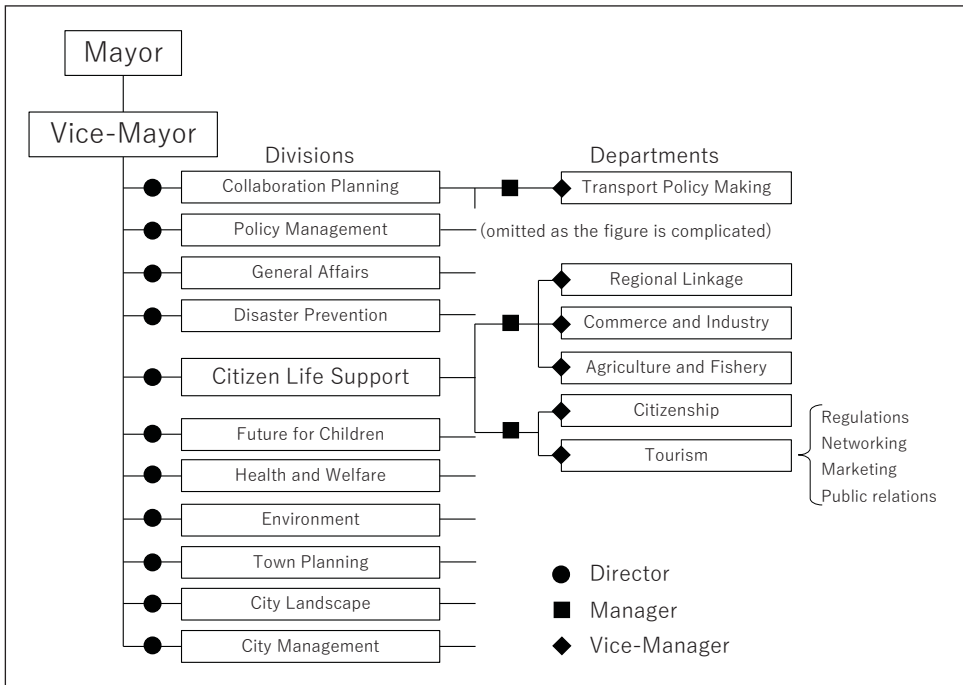 Mayor
Vice-Mayor
Divisions
Departments
Collaboration Planning
Transport Policy Making
Policy Management
(omitted as the figure is complicated)
General Affairs
Regional Linkage
Disaster Prevention
Commerce and Industry
Citizen Life Support
Agriculture and Fishery
Citizenship
Regulations
Future for Children
Networking
Tourism
Health and Welfare
Marketing
Public relations
Environment
Town Planning
City Landscape
City Management
Director
Manager
Vice-Manager